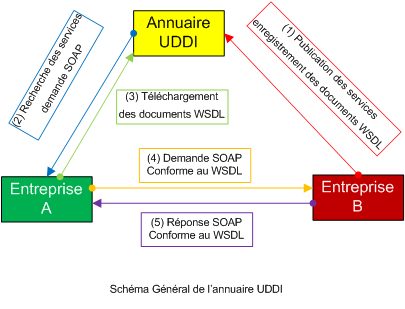 Annuaire
UDDI
(1) Publication des services
enregistrement des documents WSDL
(2) Recherche des services
demande SOAP
(3) Téléchargement
des documents WSDL
(4) Demande SOAP
Conforme au WSDL
Entreprise
A
Entreprise
B
(5) Réponse SOAP
Conforme au WSDL
Schéma Général de l'annuaire UDDI